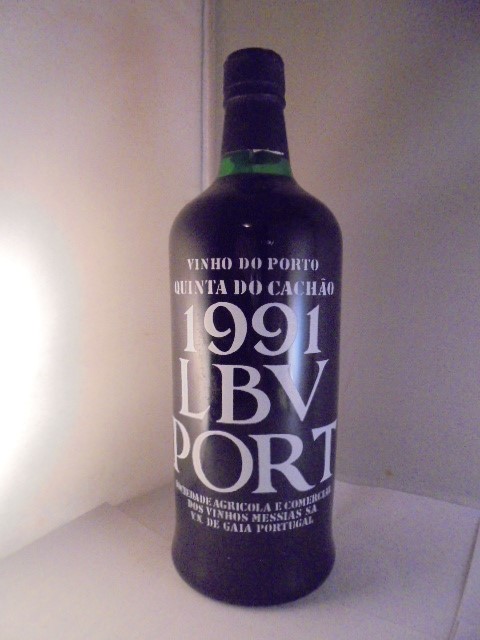 VINHO DO PORTO
QUINTA DO CACHÃO
1991
LBV
PORT
SOCIEDADE AGRICOLA E COMERCIAL
DOS VINHOS MESSIAS SA
V.N. DE GAIA PORTUGAL